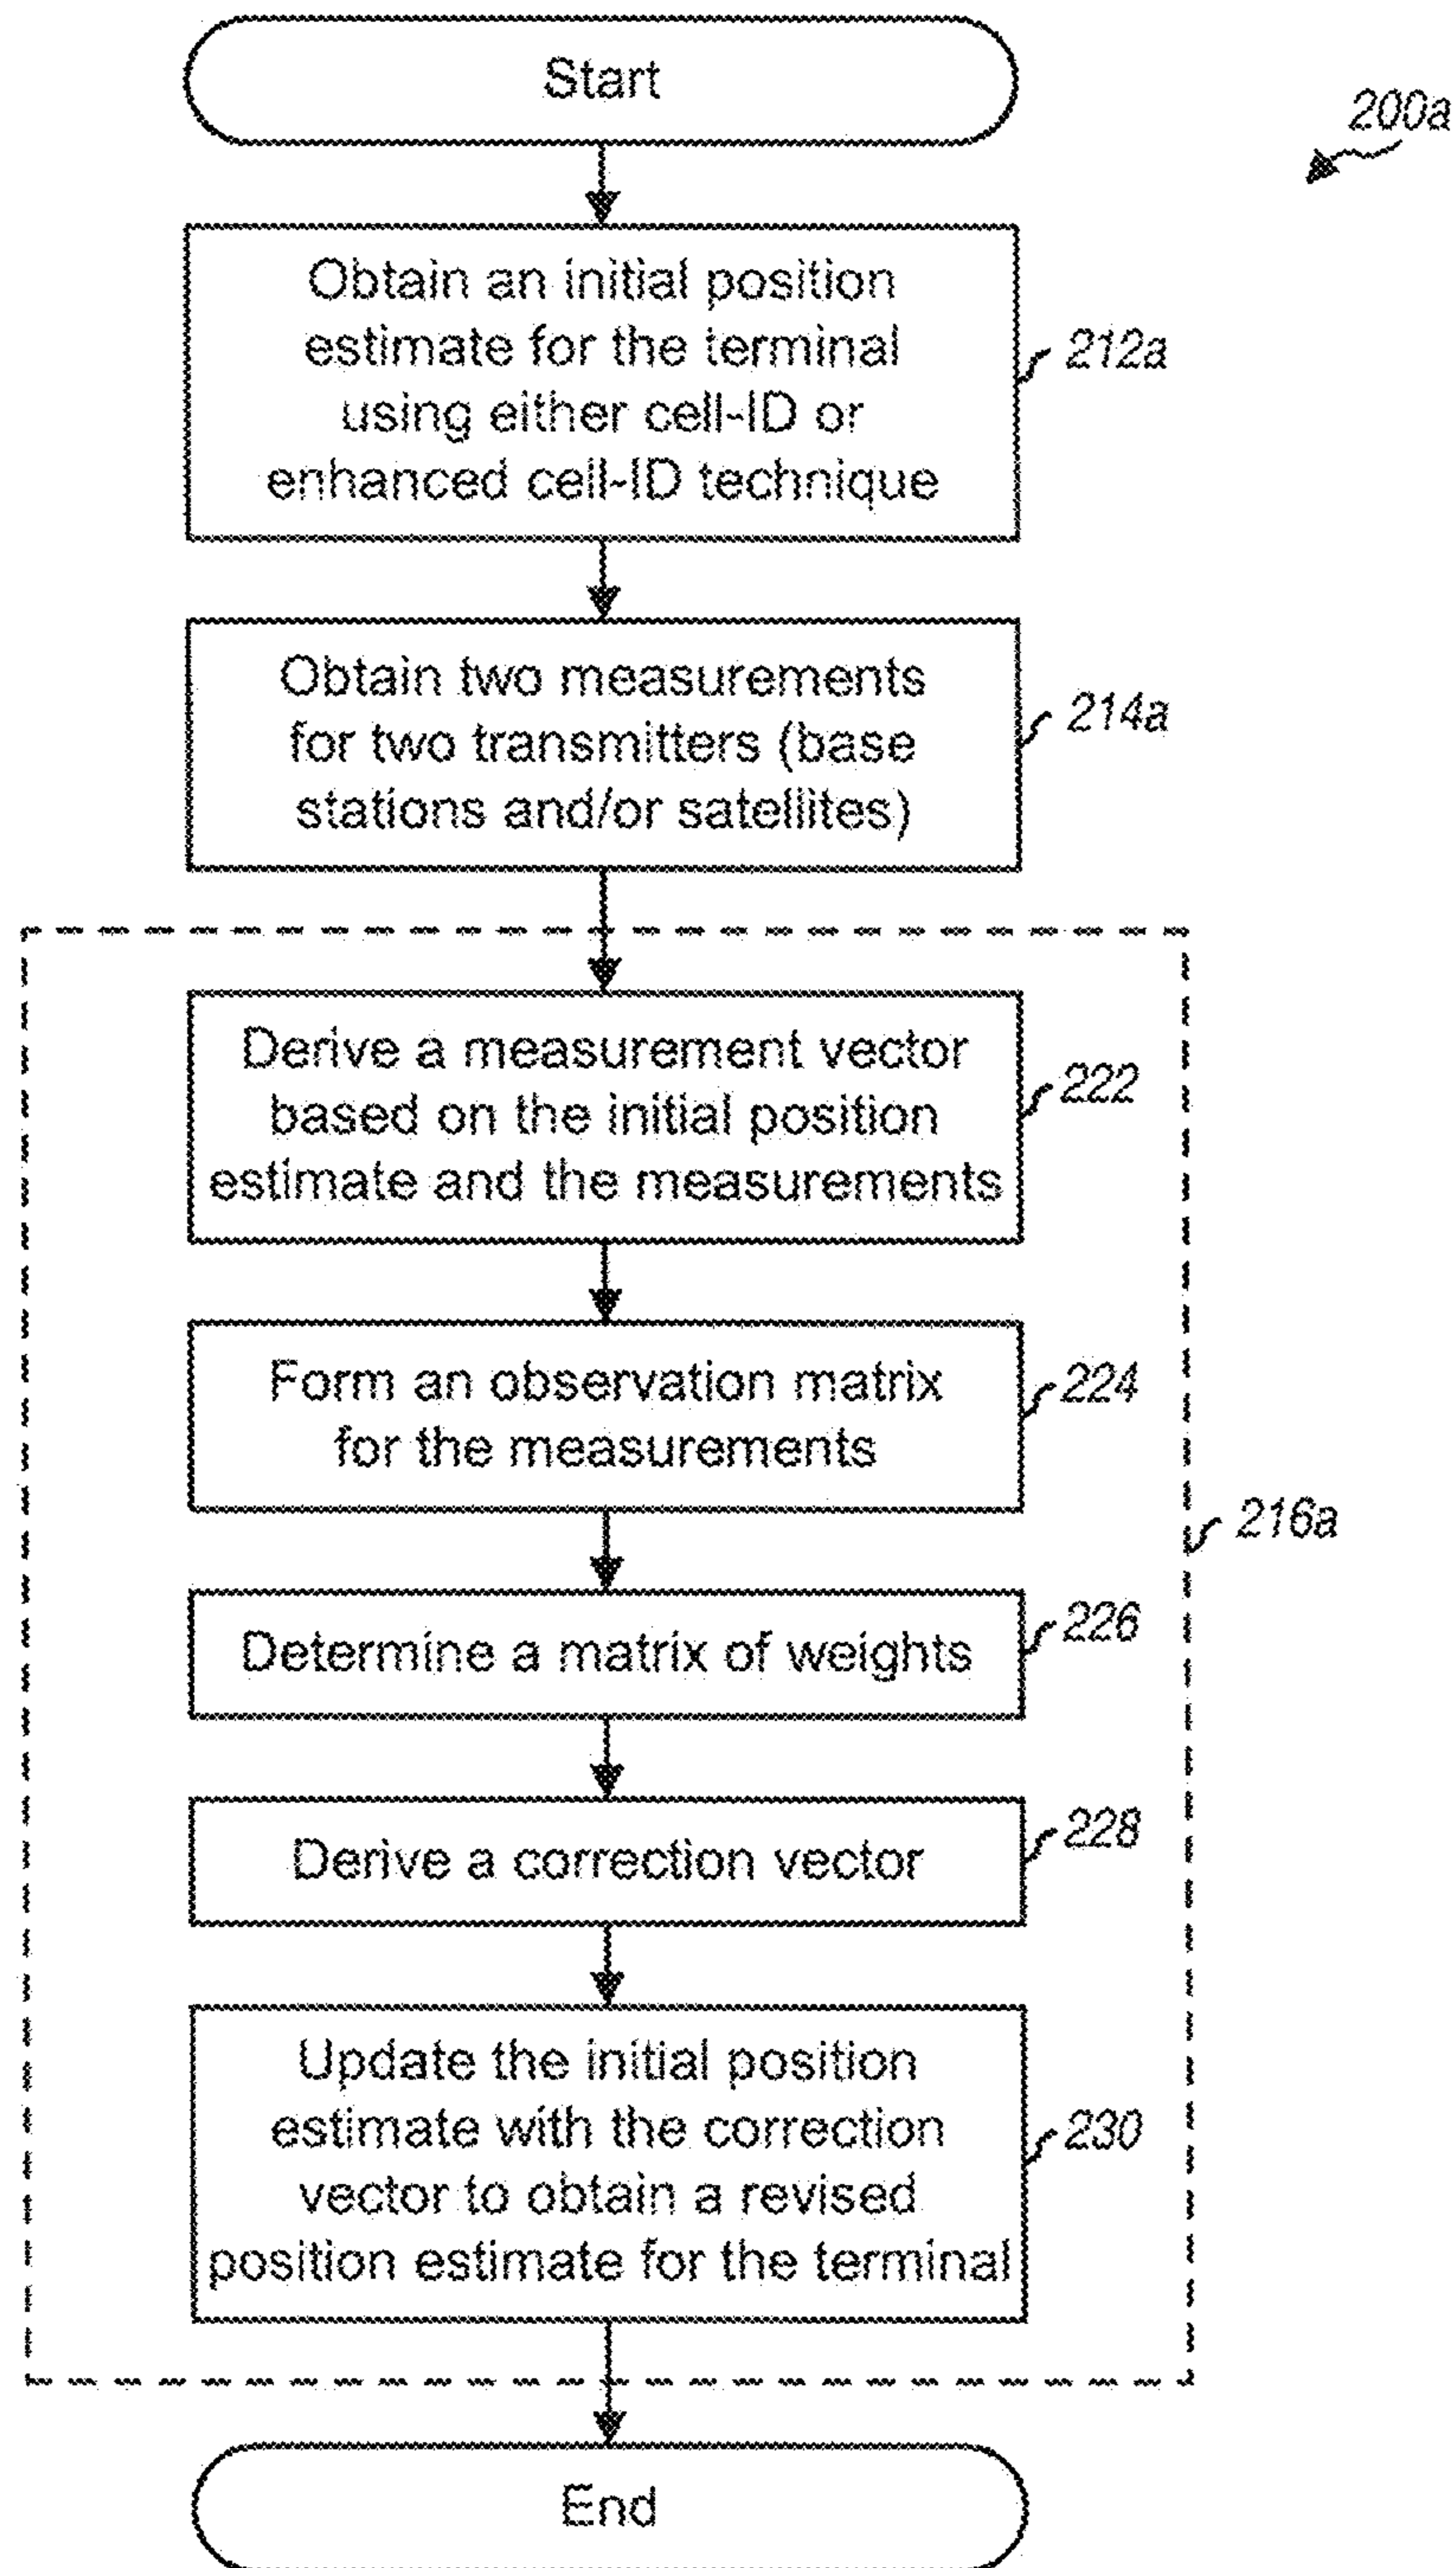 Start
200a
Obtain an initial position
estimate for the terminal
using either cell-ID or
enhanced cell-ID technique
212a
Obtain two measurements
for two transmitters (base
stations and/or satellites)
214a
Derive a measurement vector
based on the initial position
estimate and the measurements
222
Form an observation matrix
for the measurements
224
216a
Determine a matrix of weights
226
Derive a correction vector
228
Update the initial position
estimate with the correction
vector to obtain a revised
position estimate for the terminal
230
End